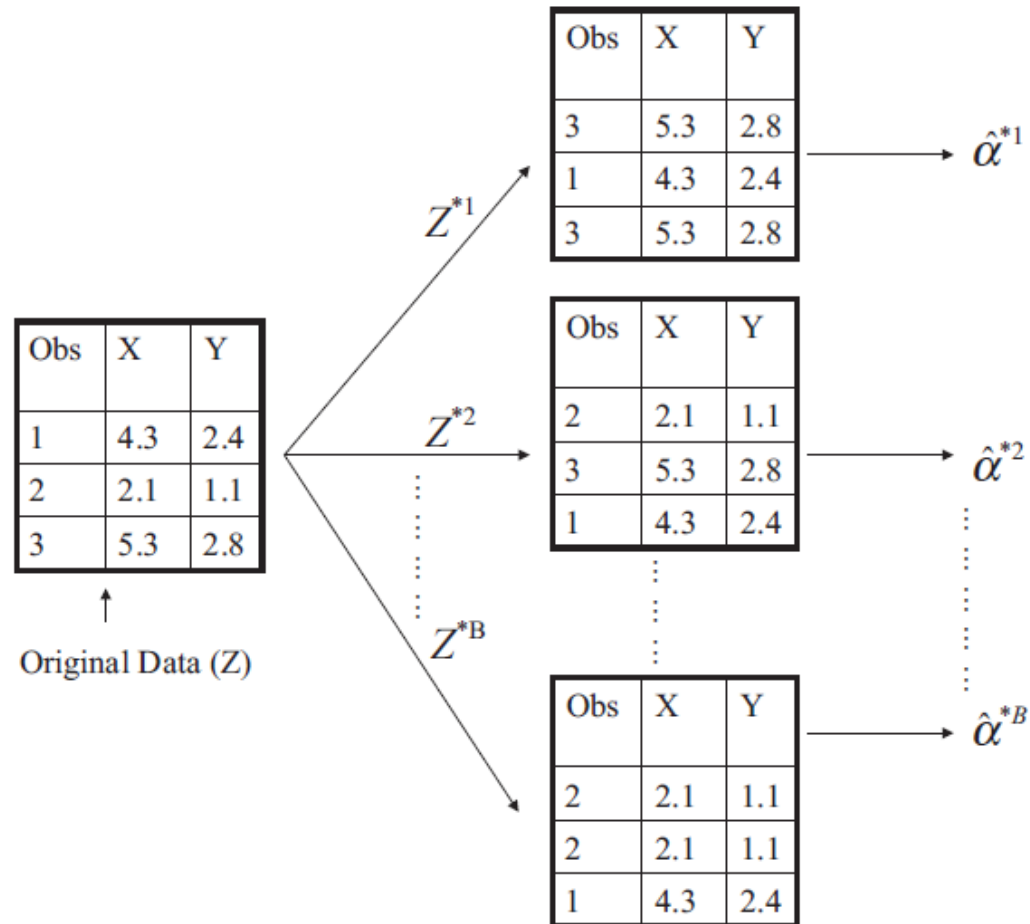 Obs X Y
3 5.3 2.8
1 4.3 2.4
3 5.3 2.8
α̂*1
Z*1
Obs X Y
1 4.3 2.4
2 2.1 1.1
3 5.3 2.8
Original Data (Z)
Z*2
Obs X Y
2 2.1 1.1
3 5.3 2.8
1 4.3 2.4
α̂*2
Z*B
Obs X Y
2 2.1 1.1
2 2.1 1.1
1 4.3 2.4
α̂*B